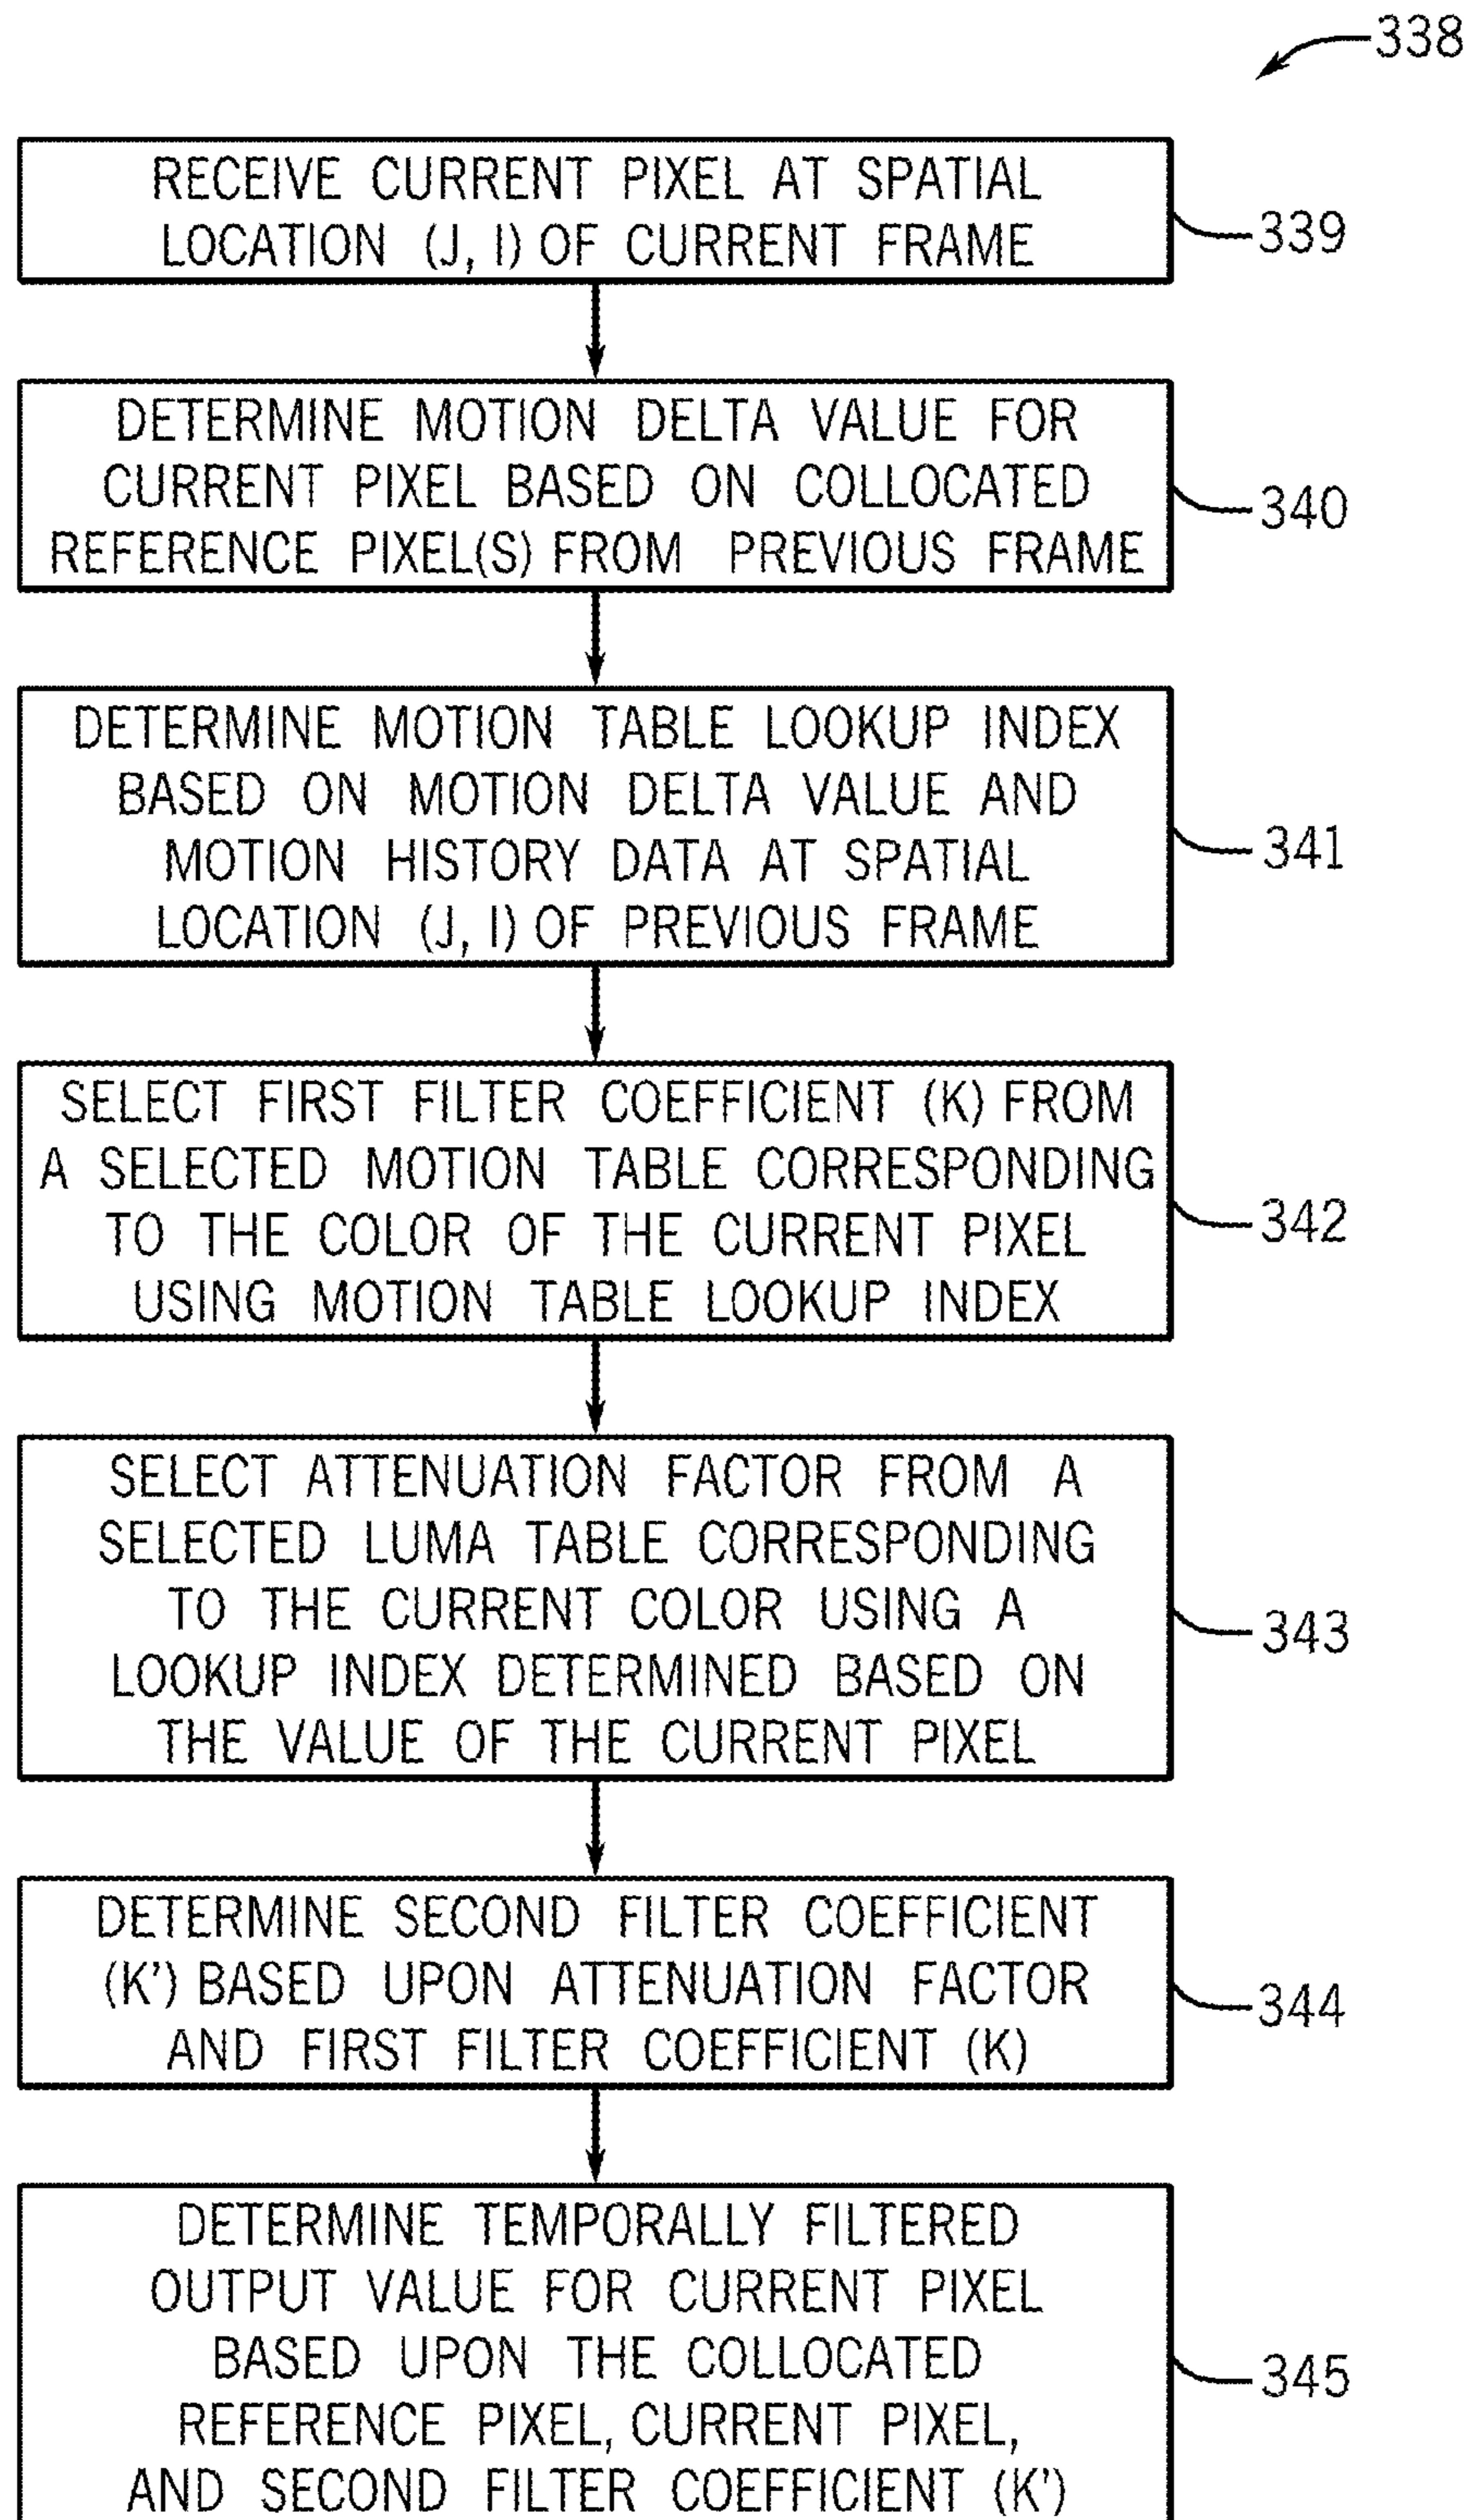 338
RECEIVE CURRENT PIXEL AT SPATIAL
LOCATION (J, I) OF CURRENT FRAME
339
DETERMINE MOTION DELTA VALUE FOR
CURRENT PIXEL BASED ON COLLOCATED
REFERENCE PIXEL(S) FROM PREVIOUS FRAME
340
DETERMINE MOTION TABLE LOOKUP INDEX
BASED ON MOTION DELTA VALUE AND
MOTION HISTORY DATA AT SPATIAL
LOCATION (J, I) OF PREVIOUS FRAME
341
SELECT FIRST FILTER COEFFICIENT (K) FROM
A SELECTED MOTION TABLE CORRESPONDING
TO THE COLOR OF THE CURRENT PIXEL
USING MOTION TABLE LOOKUP INDEX
342
SELECT ATTENUATION FACTOR FROM A
SELECTED LUMA TABLE CORRESPONDING
TO THE CURRENT COLOR USING A
LOOKUP INDEX DETERMINED BASED ON
THE VALUE OF THE CURRENT PIXEL
343
DETERMINE SECOND FILTER COEFFICIENT
(K') BASED UPON ATTENUATION FACTOR
AND FIRST FILTER COEFFICIENT (K)
344
DETERMINE TEMPORALLY FILTERED
OUTPUT VALUE FOR CURRENT PIXEL
BASED UPON THE COLLOCATED
REFERENCE PIXEL, CURRENT PIXEL,
AND SECOND FILTER COEFFICIENT (K')
345